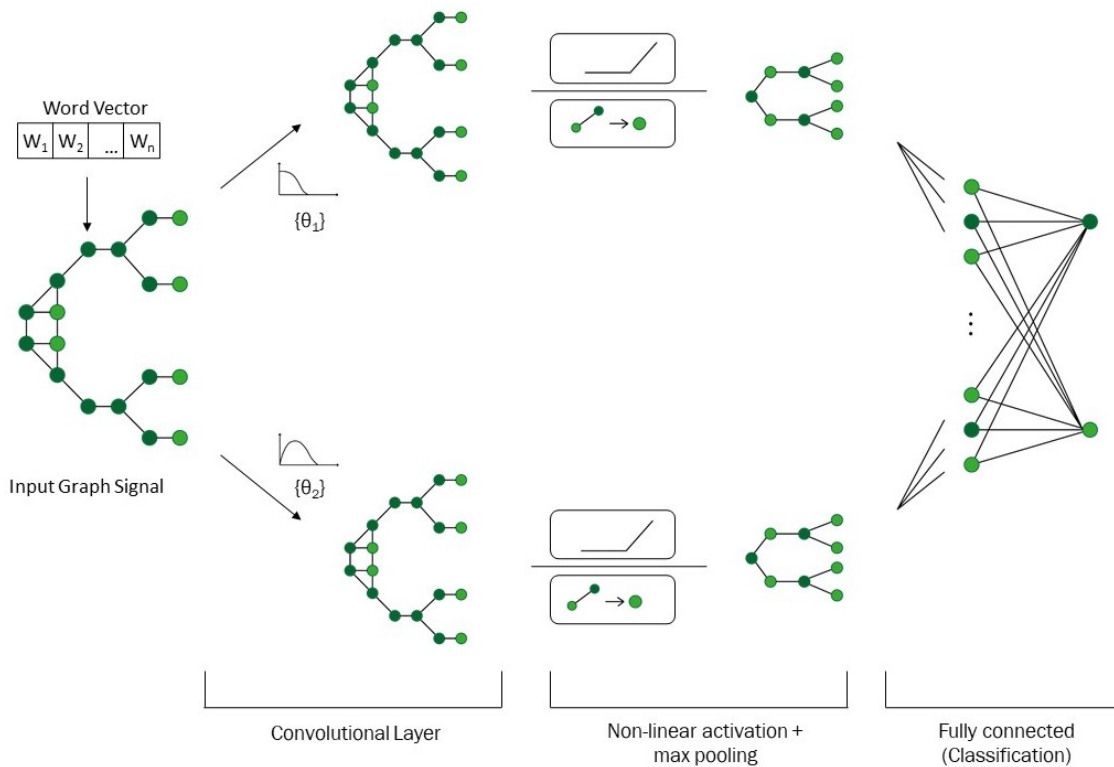 Word Vector
W1 W2 ... Wn
{θ1}
Input Graph Signal
{θ2}
Convolutional Layer
Non-linear activation +
max pooling
Fully connected
(Classification)